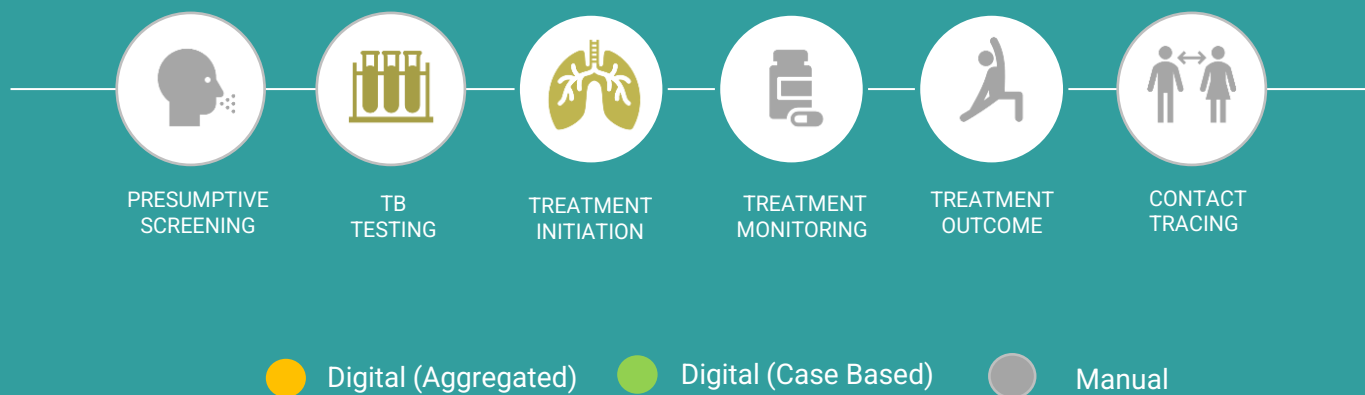 PRESUMPTIVE
SCREENING
TB
TESTING
TREATMENT
INITIATION
TREATMENT
MONITORING
TREATMENT
OUTCOME
CONTACT
TRACING
Digital (Aggregated)
Digital (Case Based)
Manual